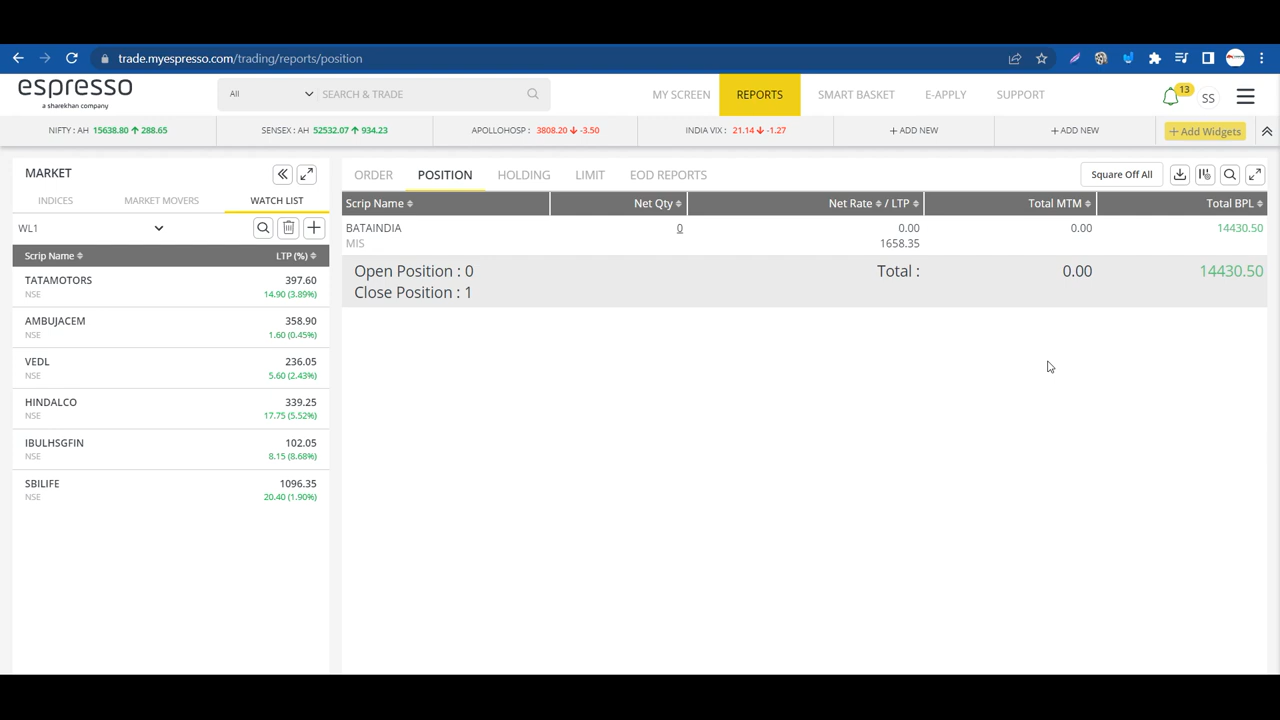 trade.myespresso.com/trading/reports/position
espresso
a sharekhan company
All SEARCH & TRADE
MY SCREEN REPORTS SMART BASKET E-APPLY SUPPORT 13 SS
NIFTY : AH 15638.80 ↑ 288.65 SENSEX : AH 52532.07 ↑ 934.23 APOLLOHOSP : 3808.20 ↓ -3.50 INDIA VIX : 21.14 ↓ -1.27 + ADD NEW + ADD NEW + Add Widgets
MARKET
INDICES MARKET MOVERS WATCH LIST
WL1
Scrip Name LTP (%)
TATAMOTORS 397.60
NSE 14.90 (3.89%)
AMBUJACEM 358.90
NSE 1.60 (0.45%)
VEDL 236.05
NSE 5.60 (2.43%)
HINDALCO 339.25
NSE 17.75 (5.52%)
IBULHSGFIN 102.05
NSE 8.15 (8.68%)
SBILIFE 1096.35
NSE 20.40 (1.90%)
ORDER POSITION HOLDING LIMIT EOD REPORTS Square Off All
Scrip Name Net Qty Net Rate / LTP Total MTM Total BPL
BATAINDIA 0 0.00 0.00 14430.50
MIS 1658.35
Open Position : 0 Total : 0.00 14430.50
Close Position : 1